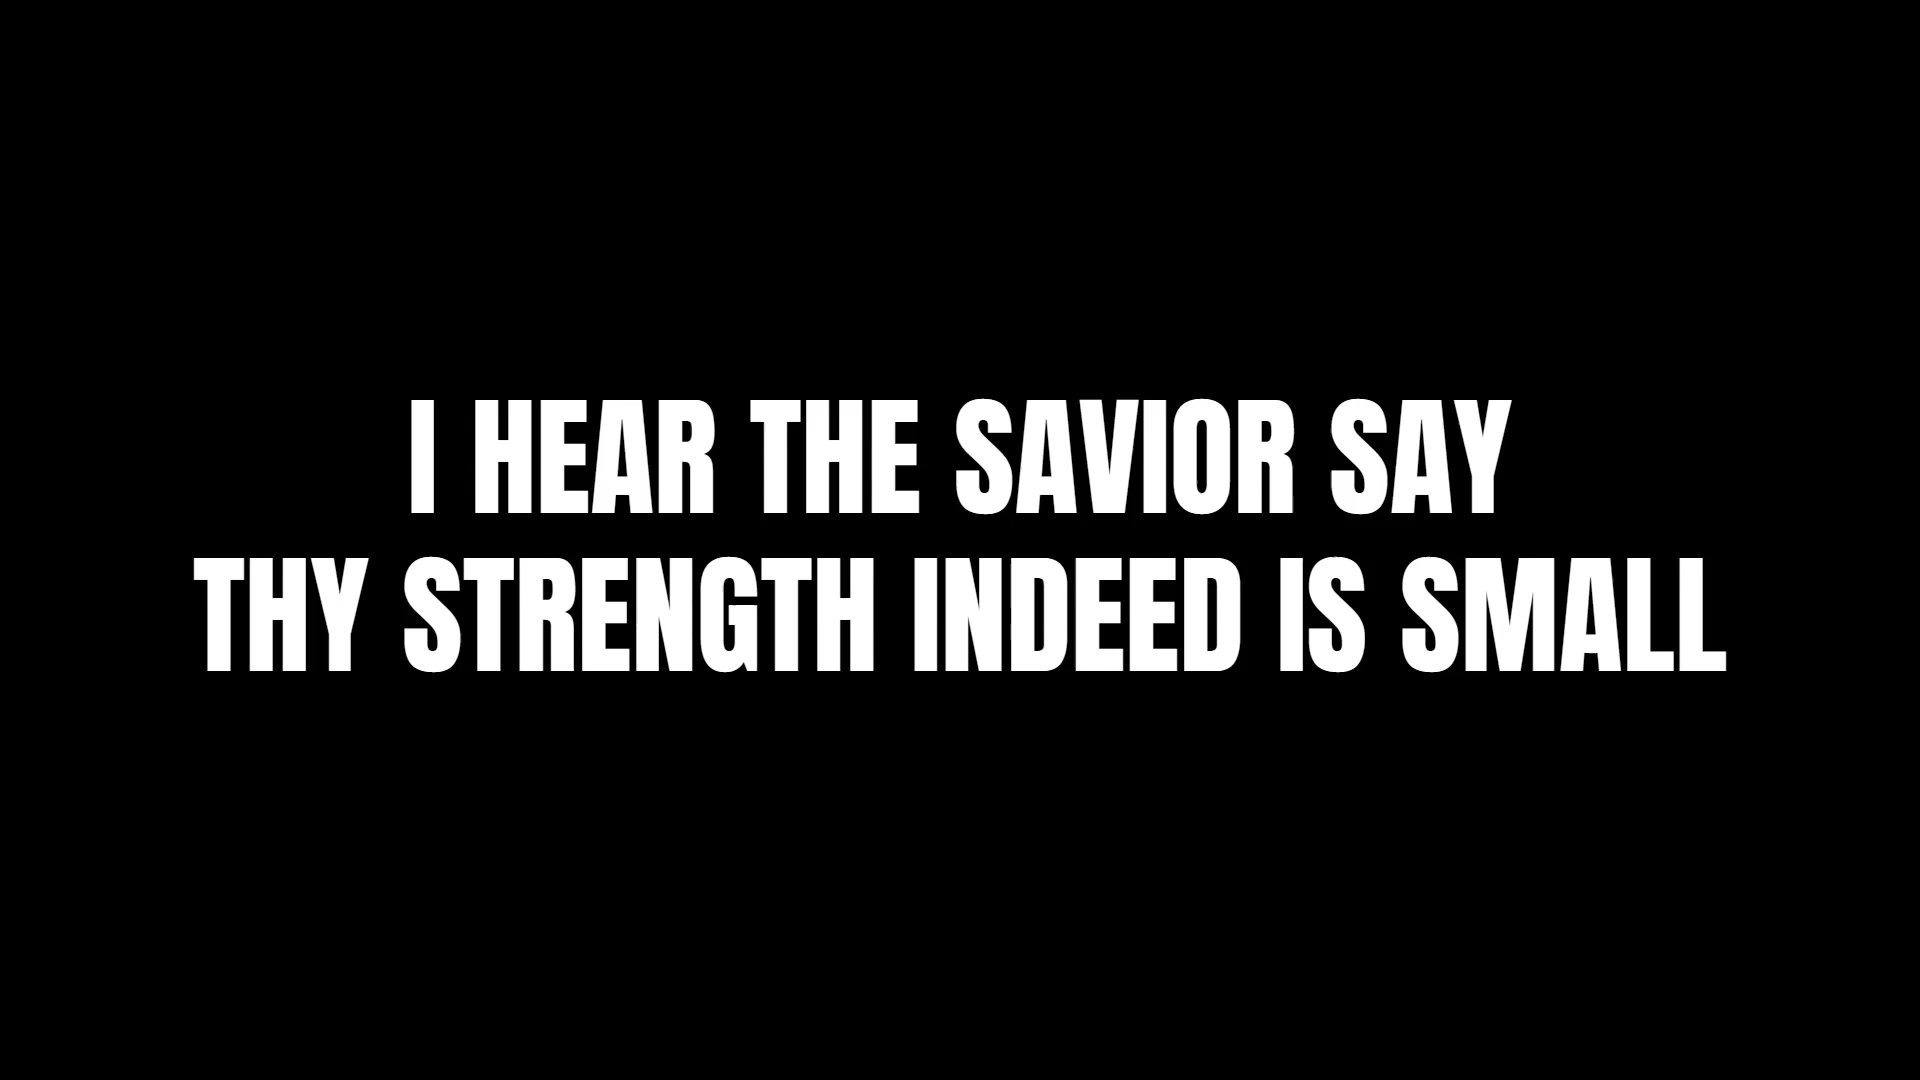 I HEAR THE SAVIOR SAY
THY STRENGTH INDEED IS SMALL